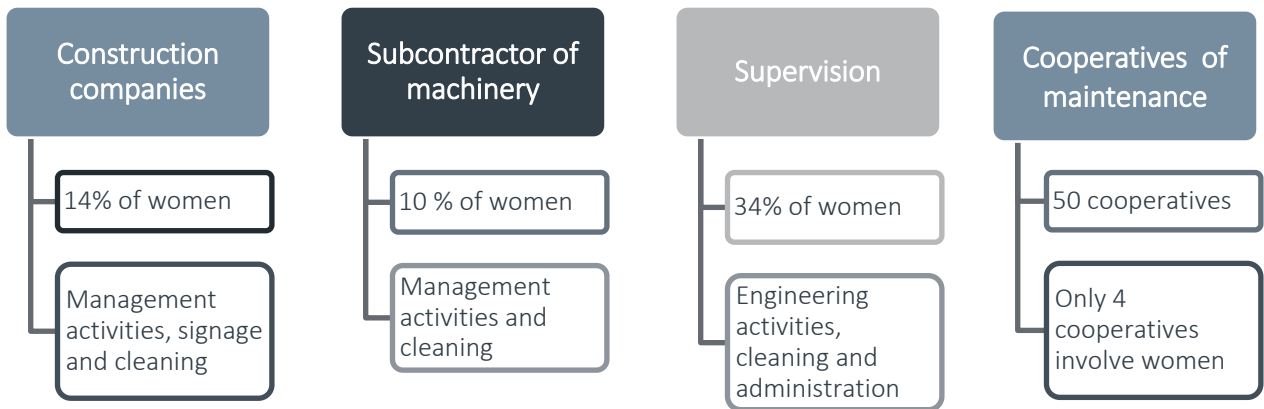 Construction
companies
14% of women
Management
activities, signage
and cleaning
Subcontractor of
machinery
10 % of women
Management
activities and
cleaning
Supervision
34% of women
Engineering
activities,
cleaning and
administration
Cooperatives of
maintenance
50 cooperatives
Only 4
cooperatives
involve women